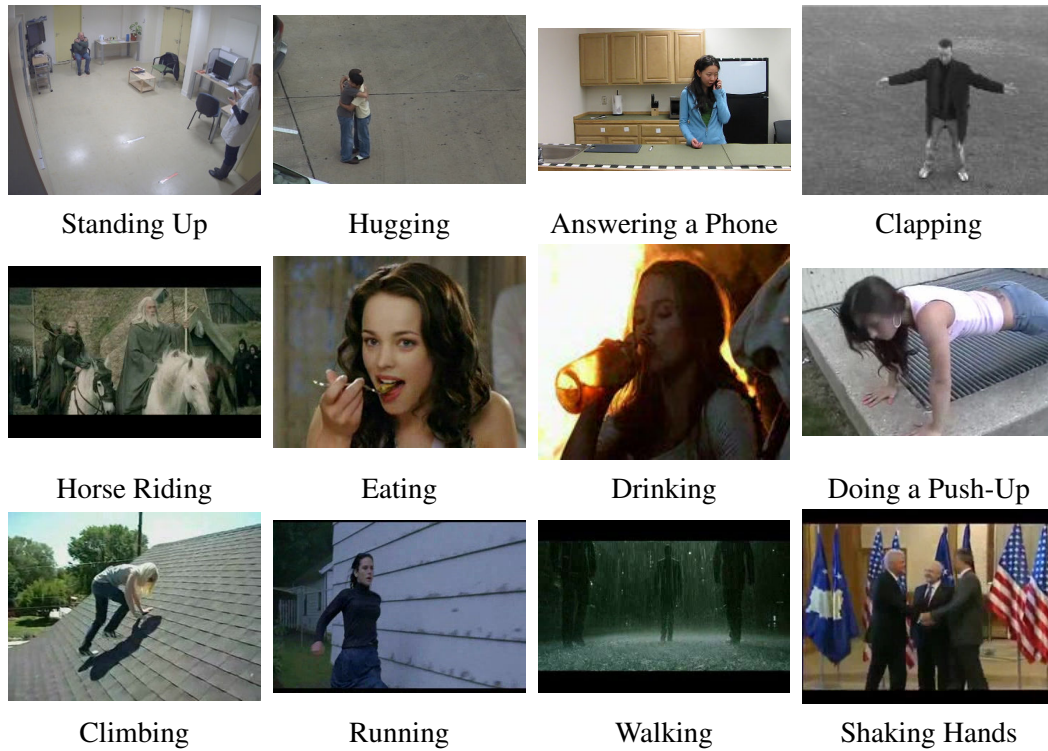 Standing Up
Hugging
Answering a Phone
Clapping
Horse Riding
Eating
Drinking
Doing a Push-Up
Climbing
Running
Walking
Shaking Hands